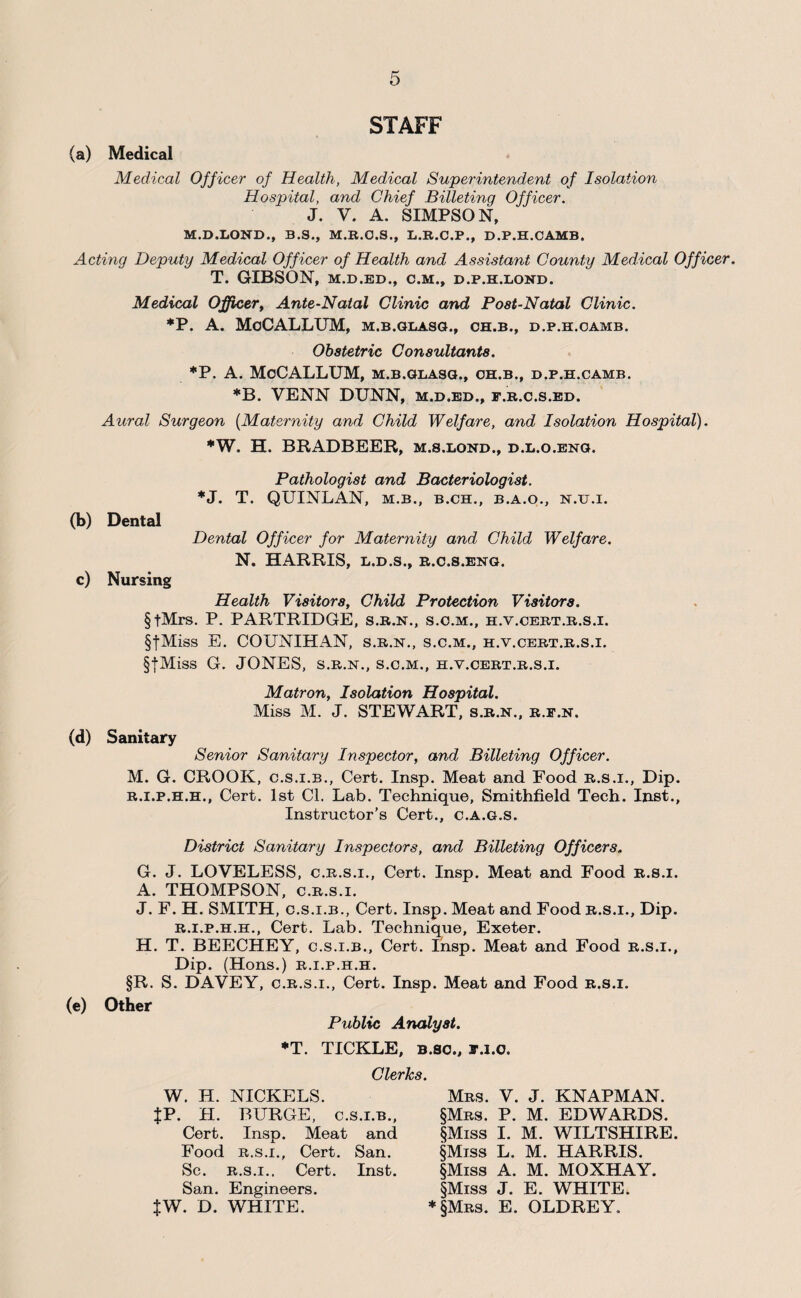 5
STAFF
(a) Medical
Medical Officer of Health, Medical Superintendent of Isolation
Hospital, and Chief Billeting Officer.
J. V. A. SIMPSON,
M.D.LOND., B.S., M.R.C.S., L.R.C.P., D.P.H.CAMB.
Acting Deputy Medical Officer of Health and Assistant County Medical Officer.
T. GIBSON, M.D.ED., C.M., D.P.H.LOND.
Medical Officer, Ante-Natal Clinic and Post-Natal Clinic.
*P. A. McCALLUM, M.B.GLASG., CH.B., D.P.H.CAMB.
Obstetric Consultants.
*P. A. McCALLUM, M.B.GLASG., CH.B., D.P.H.CAMB.
*B. VENN DUNN, M.D.ED., F.R.C.S.ED.
Aural Surgeon (Maternity and Child Welfare, and Isolation Hospital).
*W. H. BRADBEER, M.S.LOND., D.L.O.ENG.
Pathologist and Bacteriologist.
*J. T. QUINLAN, M.B., B.CH., B.A.O., N.U.I.
(b) Dental
Dental Officer for Maternity and Child Welfare.
N. HARRIS, L.D.S., R.C.S.ENG.
c) Nursing
Health Visitors, Child Protection Visitors.
§†Mrs. P. PARTRIDGE, S.R.N., S.C.M., H.V.CERT.R.S.I.
§†Miss E. COUNIHAN, S.R.N., S.C.M., H.V.CERT.R.S.I.
§†Miss G. JONES, S.R.N., S.C.M., H.V.CERT.R.S.I.
Matron, Isolation Hospital.
Miss M. J. STEWART, S.R.N., R.F.N.
(d) Sanitary
Senior Sanitary Inspector, and Billeting Officer.
M. G. CROOK, C.S.I.B., Cert. Insp. Meat and Food R.S.I., Dip.
R.I.P.H.H., Cert. 1st Cl. Lab. Technique, Smithfield Tech. Inst.,
Instructor's Cert., C.A.G.S.
District Sanitary Inspectors, and Billeting Officers.
G. J. LOVELESS, C.R.S.I., Cert. Insp. Meat and Food R.S.I.
A. THOMPSON, C.R.S.I.
J. F. H. SMITH, C.S.I.B., Cert. Insp. Meat and Food R.S.I., Dip.
R.I.P.H.H., Cert. Lab. Technique, Exeter.
H. T. BEECHEY, C.S.I.B., Cert. Insp. Meat and Food R.S.I.,
Dip. (Hons.) R.I.P.H.H.
§R. S. DAVEY, C.R.S.I., Cert. Insp. Meat and Food R.S.I.
(e) Other
Public Analyst.
*T. TICKLE, B.SC., F.I.C.
Clerks.
W. H. NICKELS.
‡P. H. BURGE, C.S.I.B.,
Cert. Insp. Meat and
Food R.S.I., Cert. San.
Sc. R.S.I., Cert. Inst.
San. Engineers.
‡W. D. WHITE.
MRS. V. J. KNAPMAN.
§MRS. P. M. EDWARDS.
§MISS I. M. WILTSHIRE.
§MISS L. M. HARRIS.
§MISS A. M. MOXHAY.
§MISS J. E. WHITE.
*§MRS. E. OLDREY.